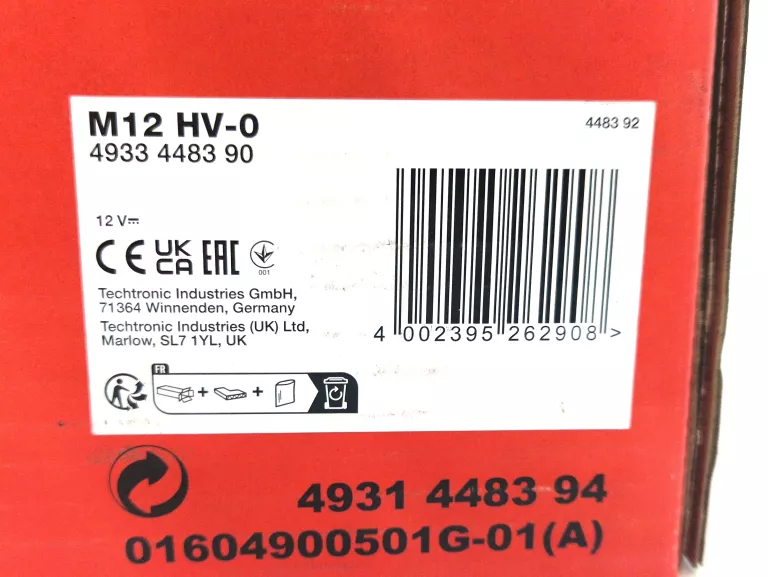 M12 HV-0
4933 4483 90
4483 92
12 V⎓
CE UK CA EAC
001
Techtronic Industries GmbH,
71364 Winnenden, Germany
Techtronic Industries (UK) Ltd,
Marlow, SL7 1YL, UK
4 002395 262908 >
FR
+ +
4931 4483 94
01604900501G-01(A)